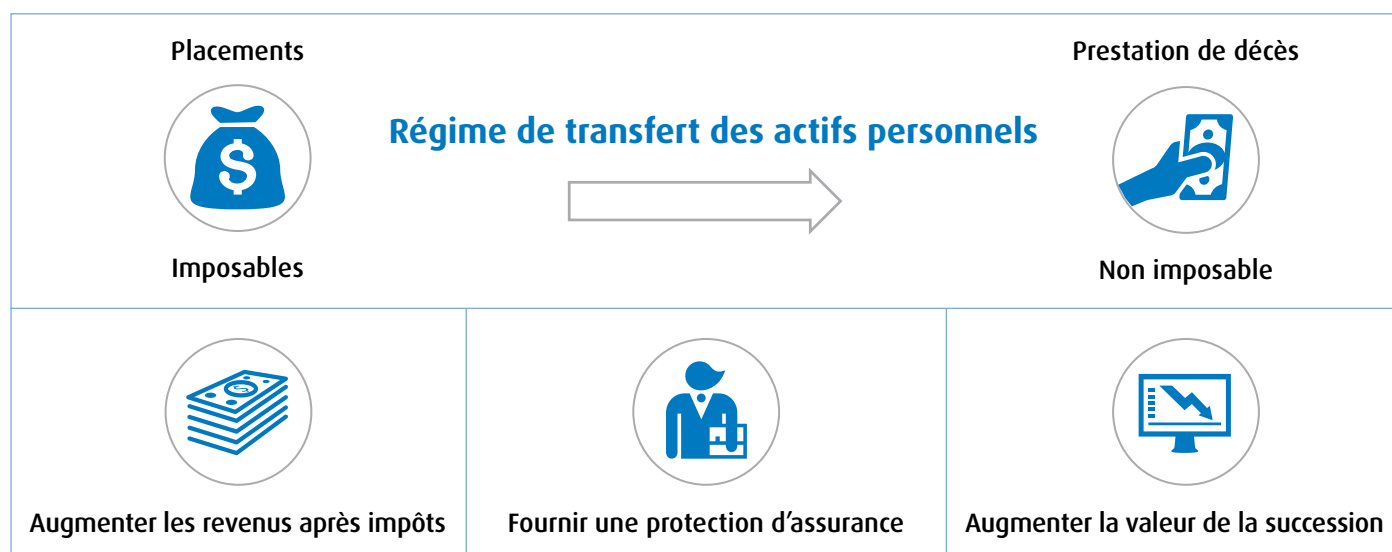 Placements
Prestation de décès
$
Régime de transfert des actifs personnels
Imposables
Non imposable
$
Augmenter les revenus après impôts
Fournir une protection d'assurance
Augmenter la valeur de la succession